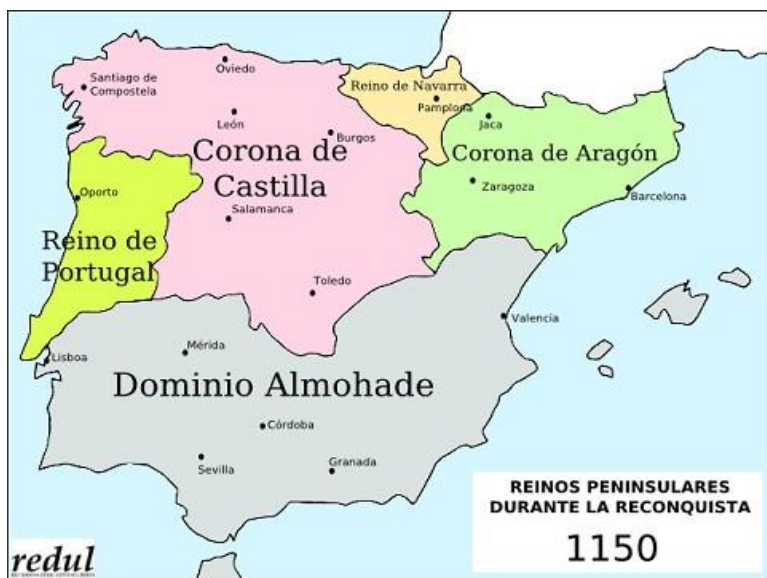 Oviedo
Santiago de
Compostela
Reino de Navarra
Pamplona
León
Jaca
Burgos
Corona de
Castilla
Corona de Aragón
Zaragoza
Barcelona
Oporto
Salamanca
Reino de
Portugal
Toledo
Valencia
Lisboa
Mérida
Dominio Almohade
Córdoba
Sevilla
Granada
REINOS PENINSULARES
DURANTE LA RECONQUISTA
1150
redul